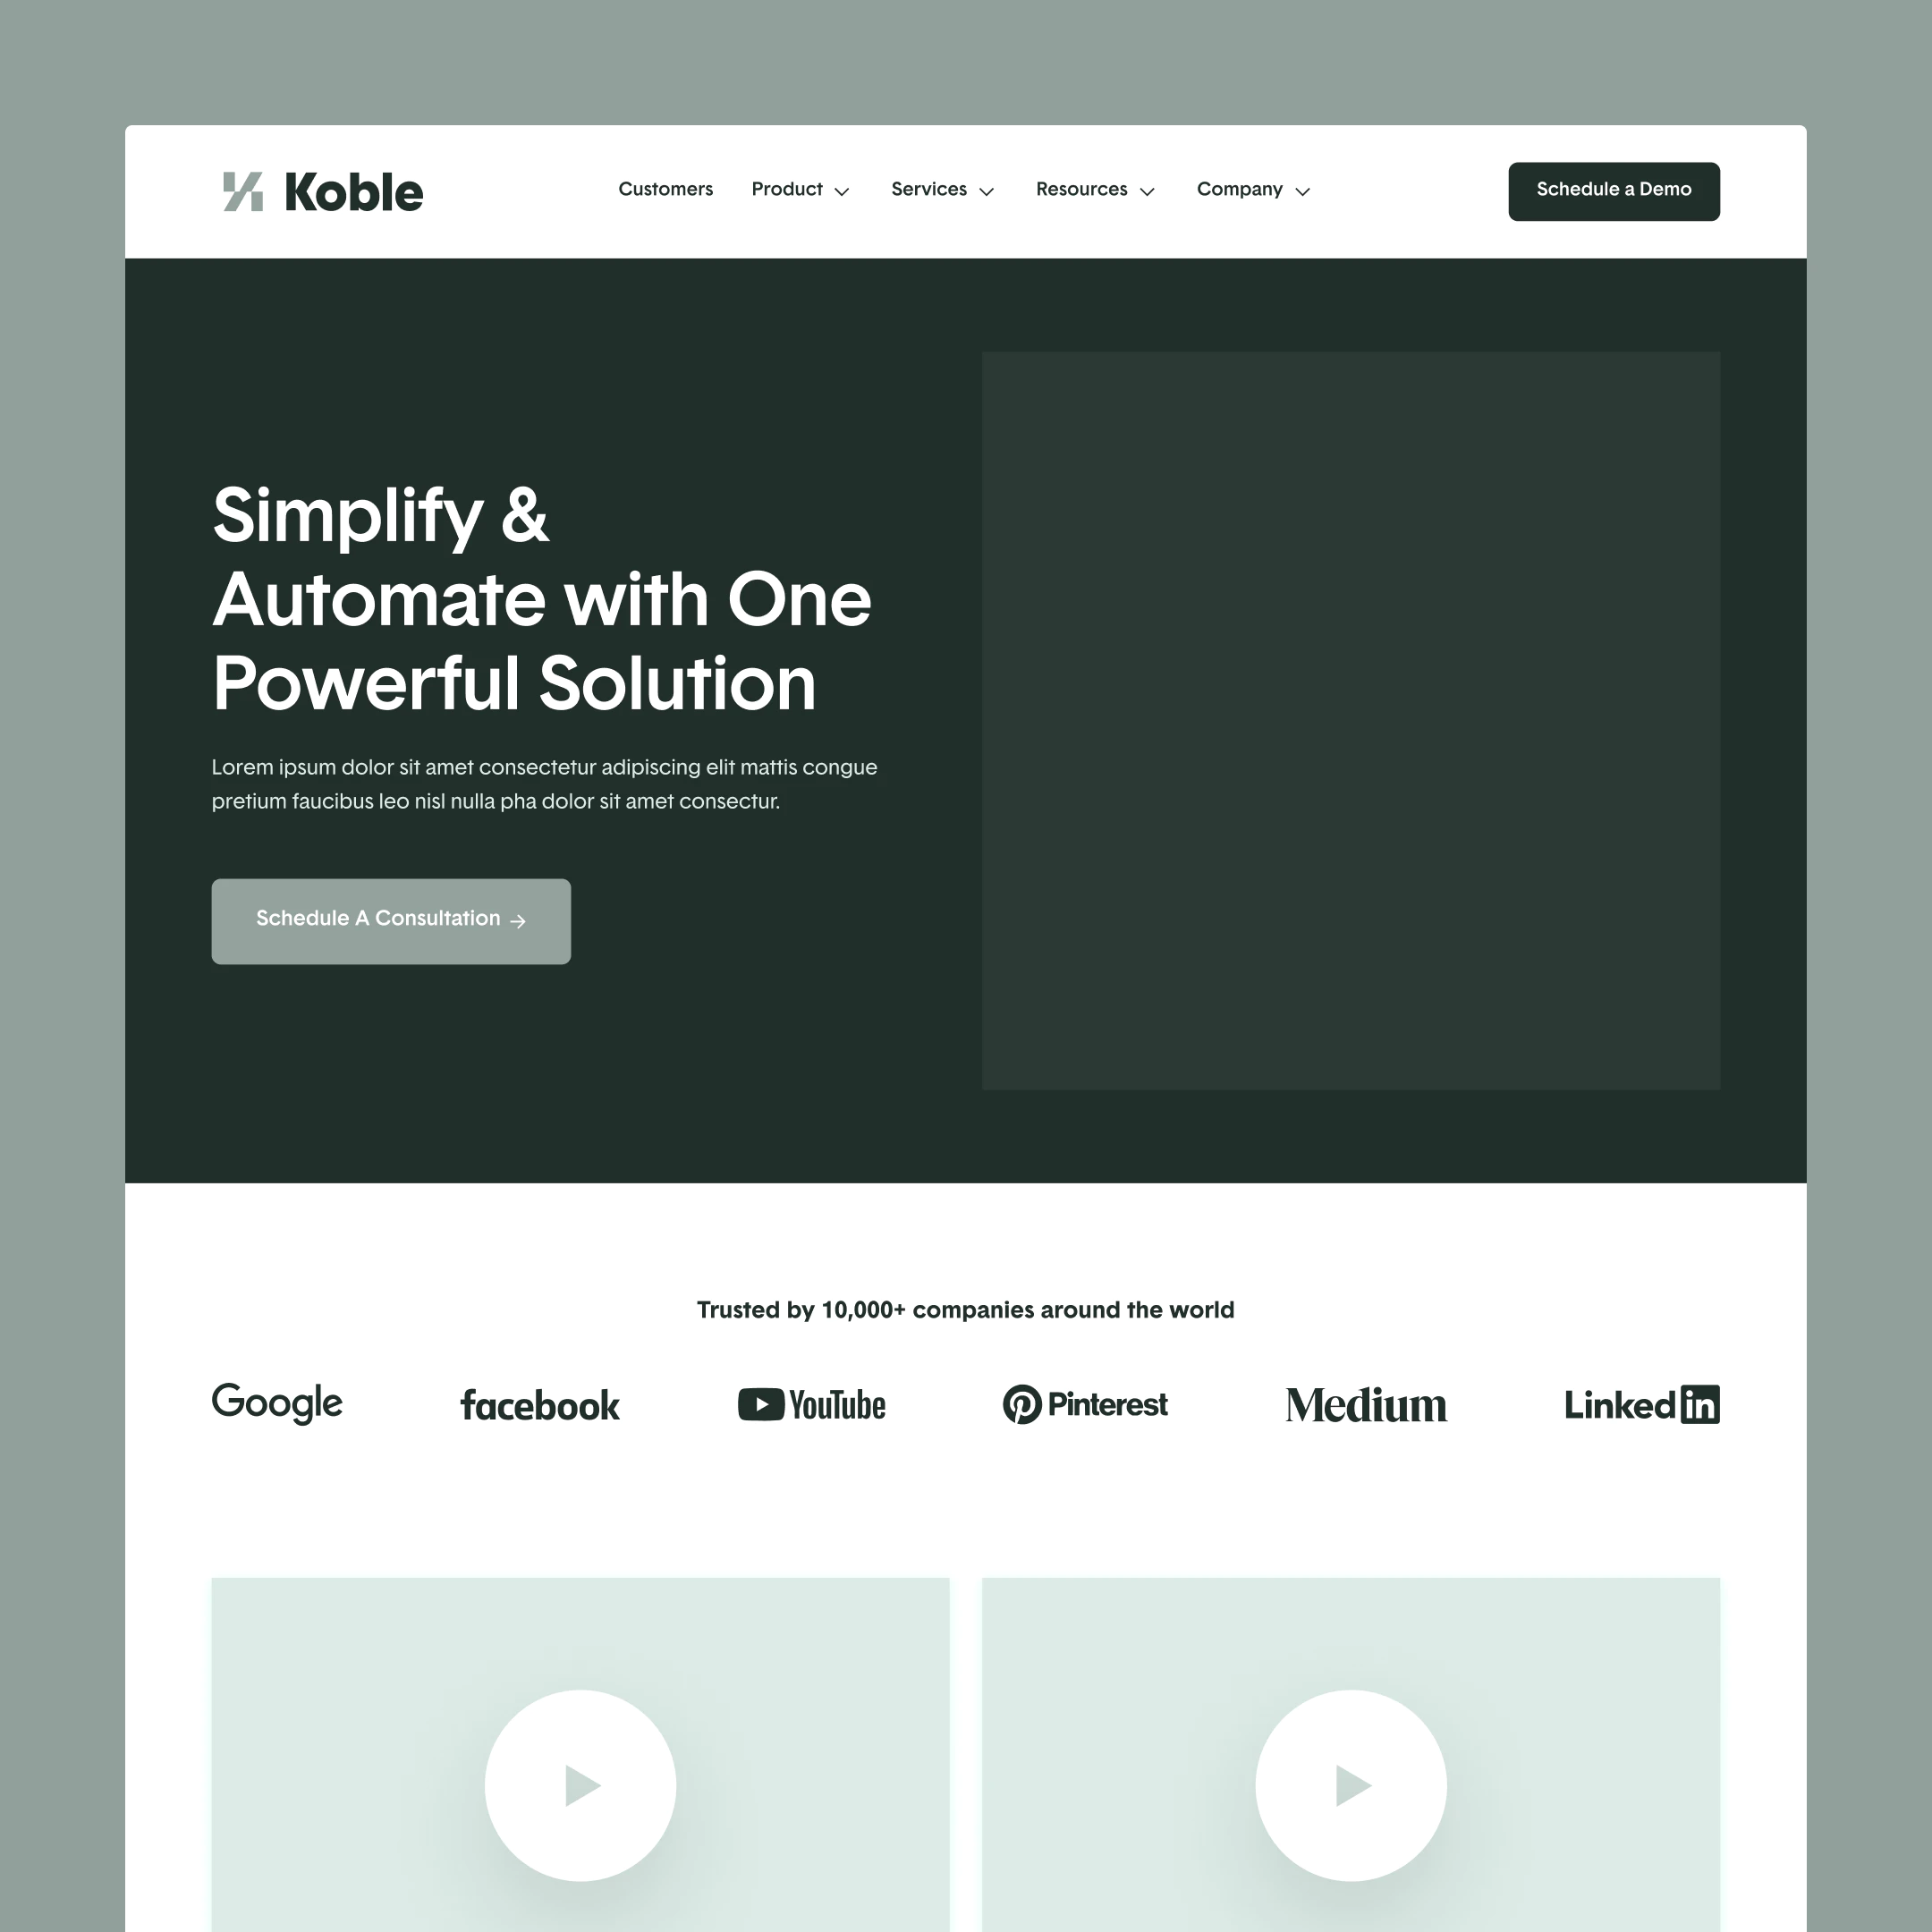 Koble
Customers
Product
Services
Resources
Company
Schedule a Demo
Simplify &
Automate with One
Powerful Solution
Lorem ipsum dolor sit amet consectetur adipiscing elit mattis congue
pretium faucibus leo nisl nulla pha dolor sit amet consectur.
Schedule A Consultation →
Trusted by 10,000+ companies around the world
Google
facebook
YouTube
Pinterest
Medium
Linked in